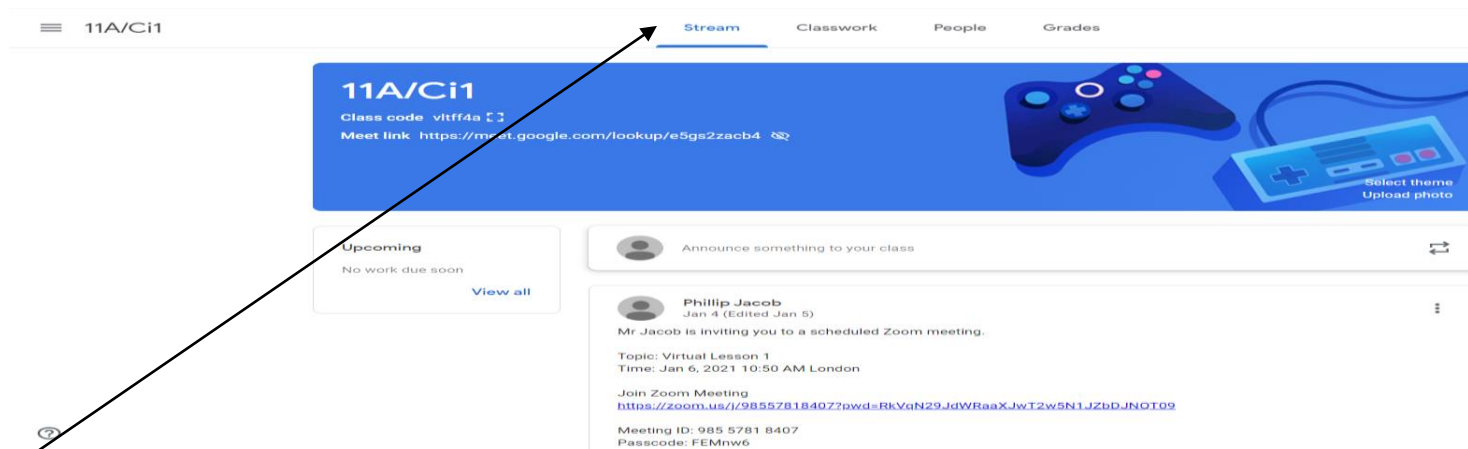 11A/Ci1
Stream Classwork People Grades
11A/Ci1
Class code vltff4a
Meet link https://meet.google.com/lookup/e5gs2zacb4
Select theme
Upload photo
Upcoming
No work due soon
View all
Announce something to your class
Phillip Jacob
Jan 4 (Edited Jan 5)
Mr Jacob is inviting you to a scheduled Zoom meeting.
Topic: Virtual Lesson 1
Time: Jan 6, 2021 10:50 AM London
Join Zoom Meeting
https://zoom.us/j/98557818407?pwd=RkVqN29JdWRaaXJwT2w5N1JZbDJNOT09
Meeting ID: 985 5781 8407
Passcode: FEMnw6